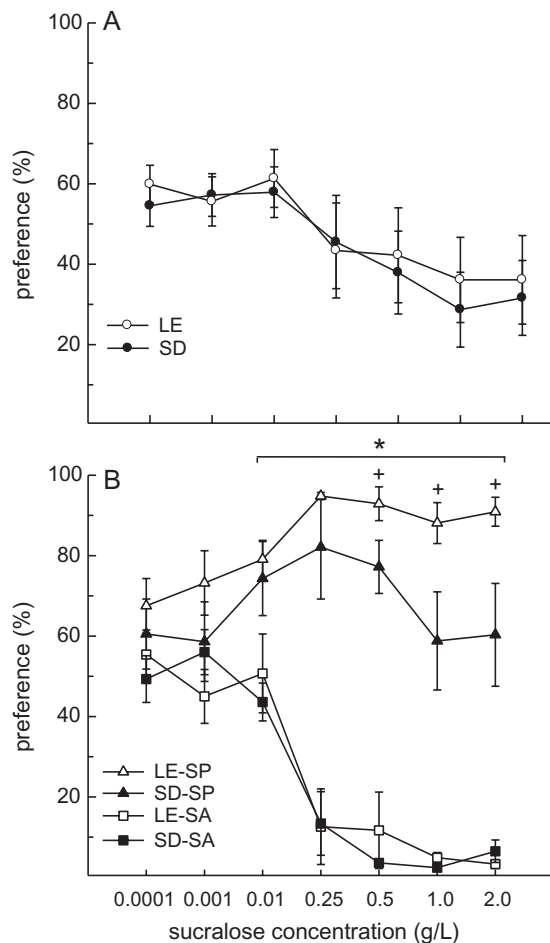 A
100
80
60
40
20
preference (%)
LE
SD
B
*
+ + +
100
80
60
40
20
preference (%)
LE-SP
SD-SP
LE-SA
SD-SA
0.0001 0.001 0.01 0.25 0.5 1.0 2.0
sucralose concentration (g/L)